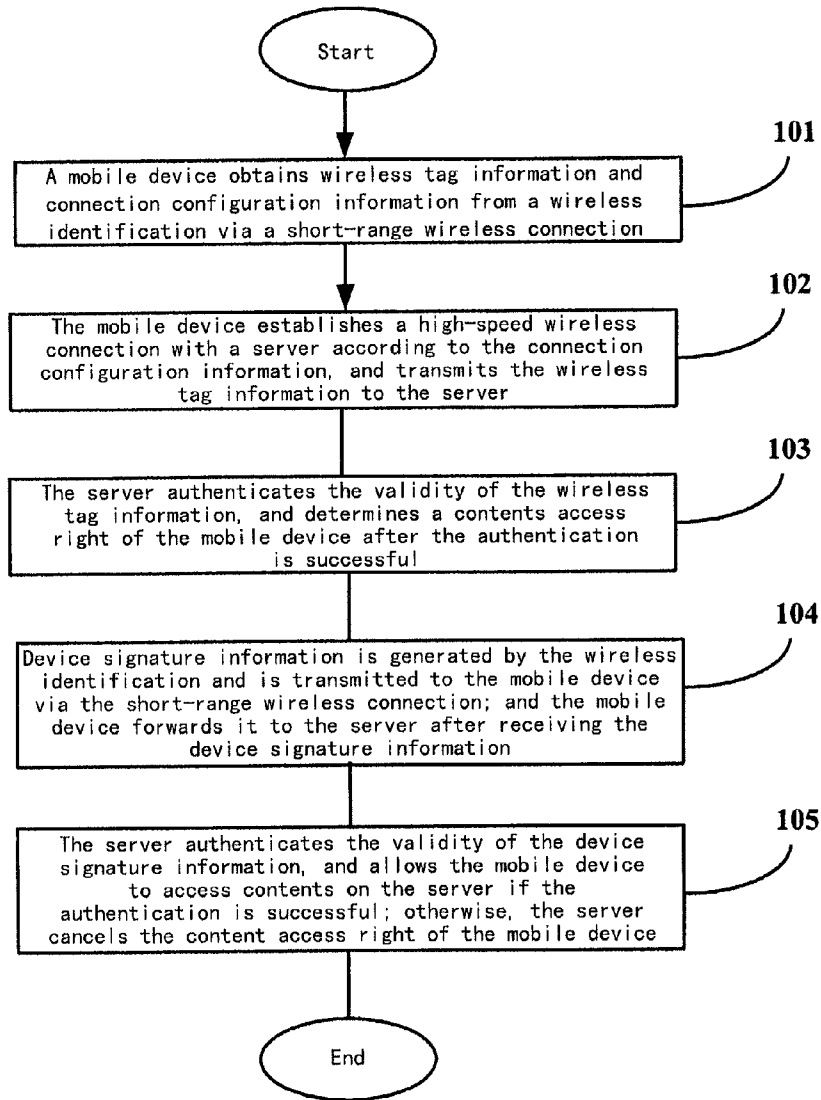 Start
101
A mobile device obtains wireless tag information and
connection configuration information from a wireless
identification via a short-range wireless connection
102
The mobile device establishes a high-speed wireless
connection with a server according to the connection
configuration information, and transmits the wireless
tag information to the server
103
The server authenticates the validity of the wireless
tag information, and determines a contents access
right of the mobile device after the authentication
is successful
104
Device signature information is generated by the wireless
identification and is transmitted to the mobile device
via the short-range wireless connection; and the mobile
device forwards it to the server after receiving the
device signature information
105
The server authenticates the validity of the device
signature information, and allows the mobile device
to access contents on the server if the
authentication is successful; otherwise, the server
cancels the content access right of the mobile device
End